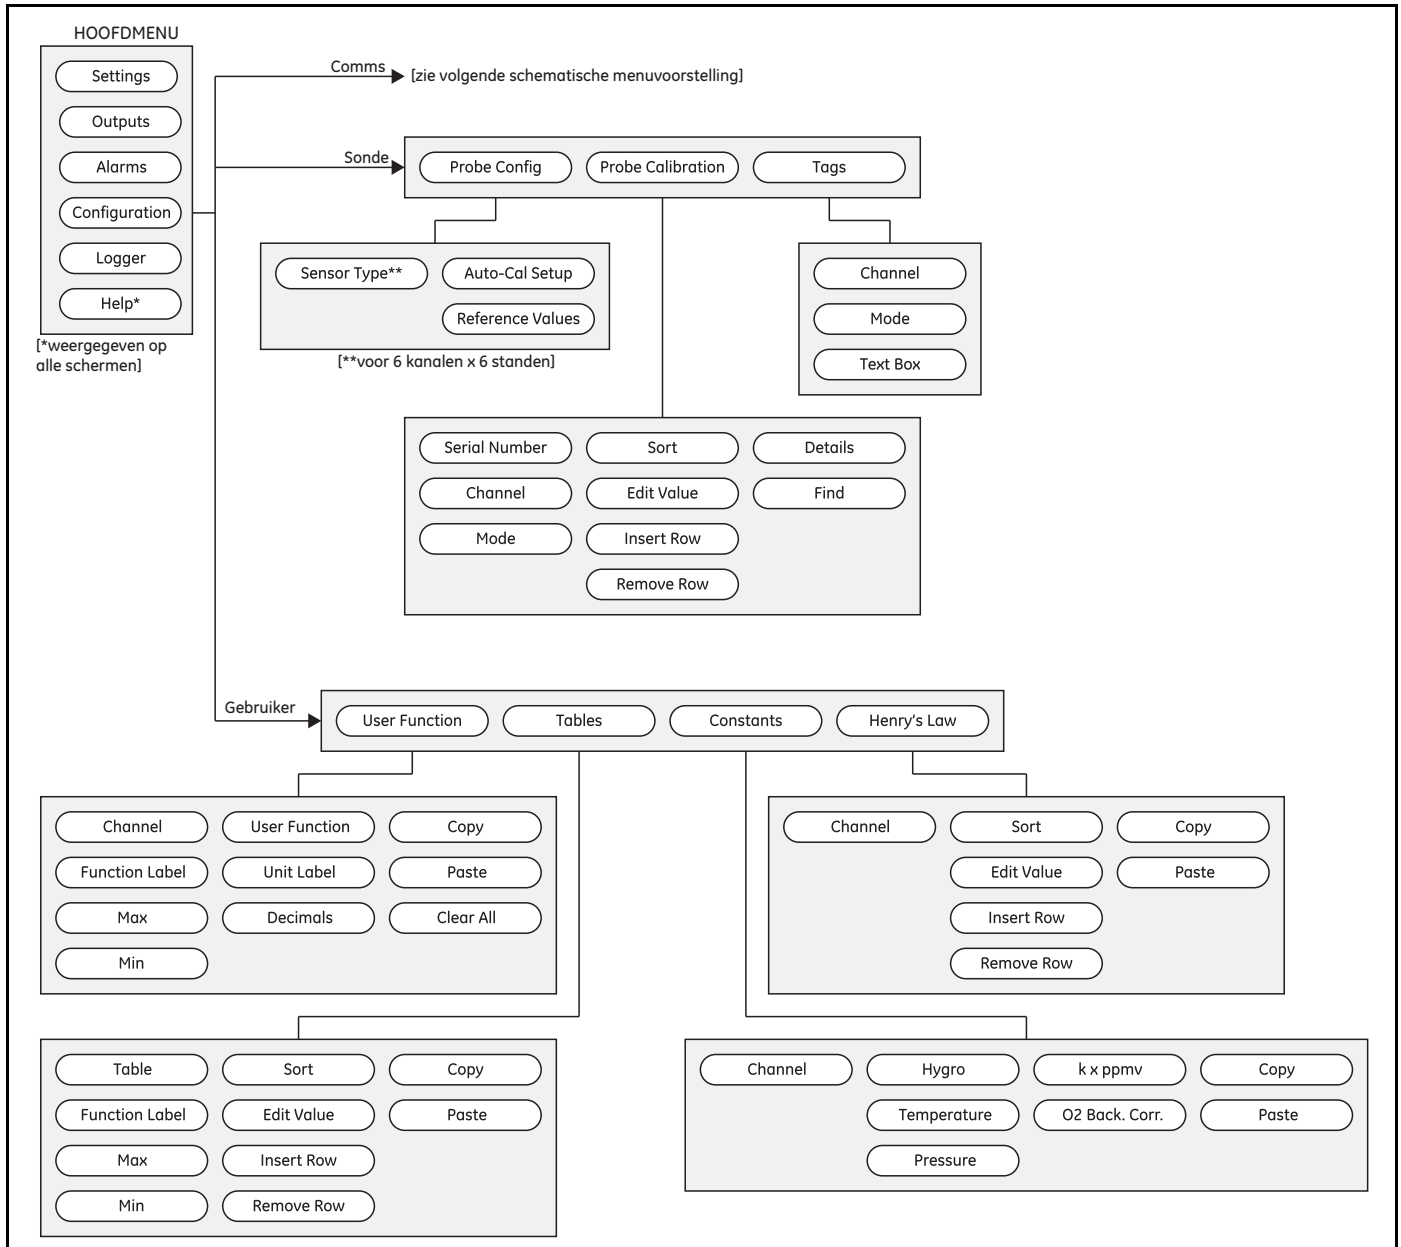 HOOFDMENU
Settings
Outputs
Alarms
Configuration
Logger
Help*
[*weergegeven op
alle schermen]
Comms
[zie volgende schematische menuvoorstelling]
Sonde
Probe Config
Probe Calibration
Tags
Sensor Type**
Auto-Cal Setup
Reference Values
[**voor 6 kanalen x 6 standen]
Channel
Mode
Text Box
Serial Number
Sort
Details
Channel
Edit Value
Find
Mode
Insert Row
Remove Row
Gebruiker
User Function
Tables
Constants
Henry's Law
Channel
User Function
Copy
Function Label
Unit Label
Paste
Max
Decimals
Clear All
Min
Channel
Sort
Copy
Edit Value
Paste
Insert Row
Remove Row
Table
Sort
Copy
Function Label
Edit Value
Paste
Max
Insert Row
Min
Remove Row
Channel
Hygro
k x ppmv
Copy
Temperature
O2 Back. Corr.
Paste
Pressure